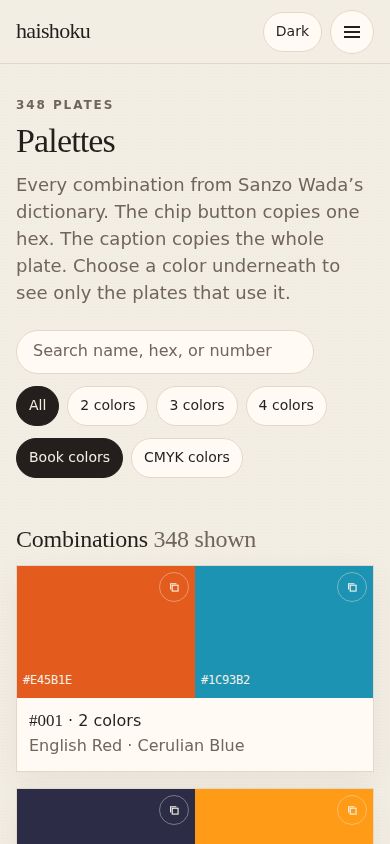 haishoku
Dark
348 PLATES
Palettes
Every combination from Sanzo Wada’s
dictionary. The chip button copies one
hex. The caption copies the whole
plate. Choose a color underneath to
see only the plates that use it.
Search name, hex, or number
All 2 colors 3 colors 4 colors
Book colors CMYK colors
Combinations 348 shown
#E45B1E #1C93B2
#001 · 2 colors
English Red · Cerulian Blue